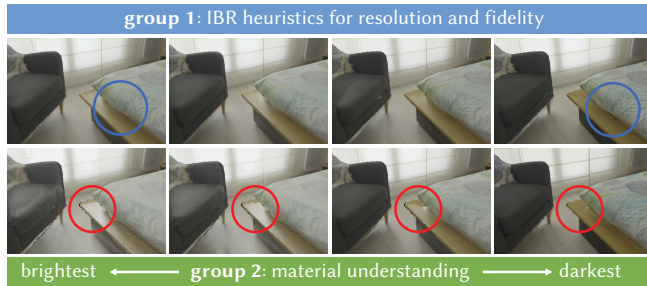 group 1: IBR heuristics for resolution and fidelity
brightest ⟵ group 2: material understanding ⟶ darkest